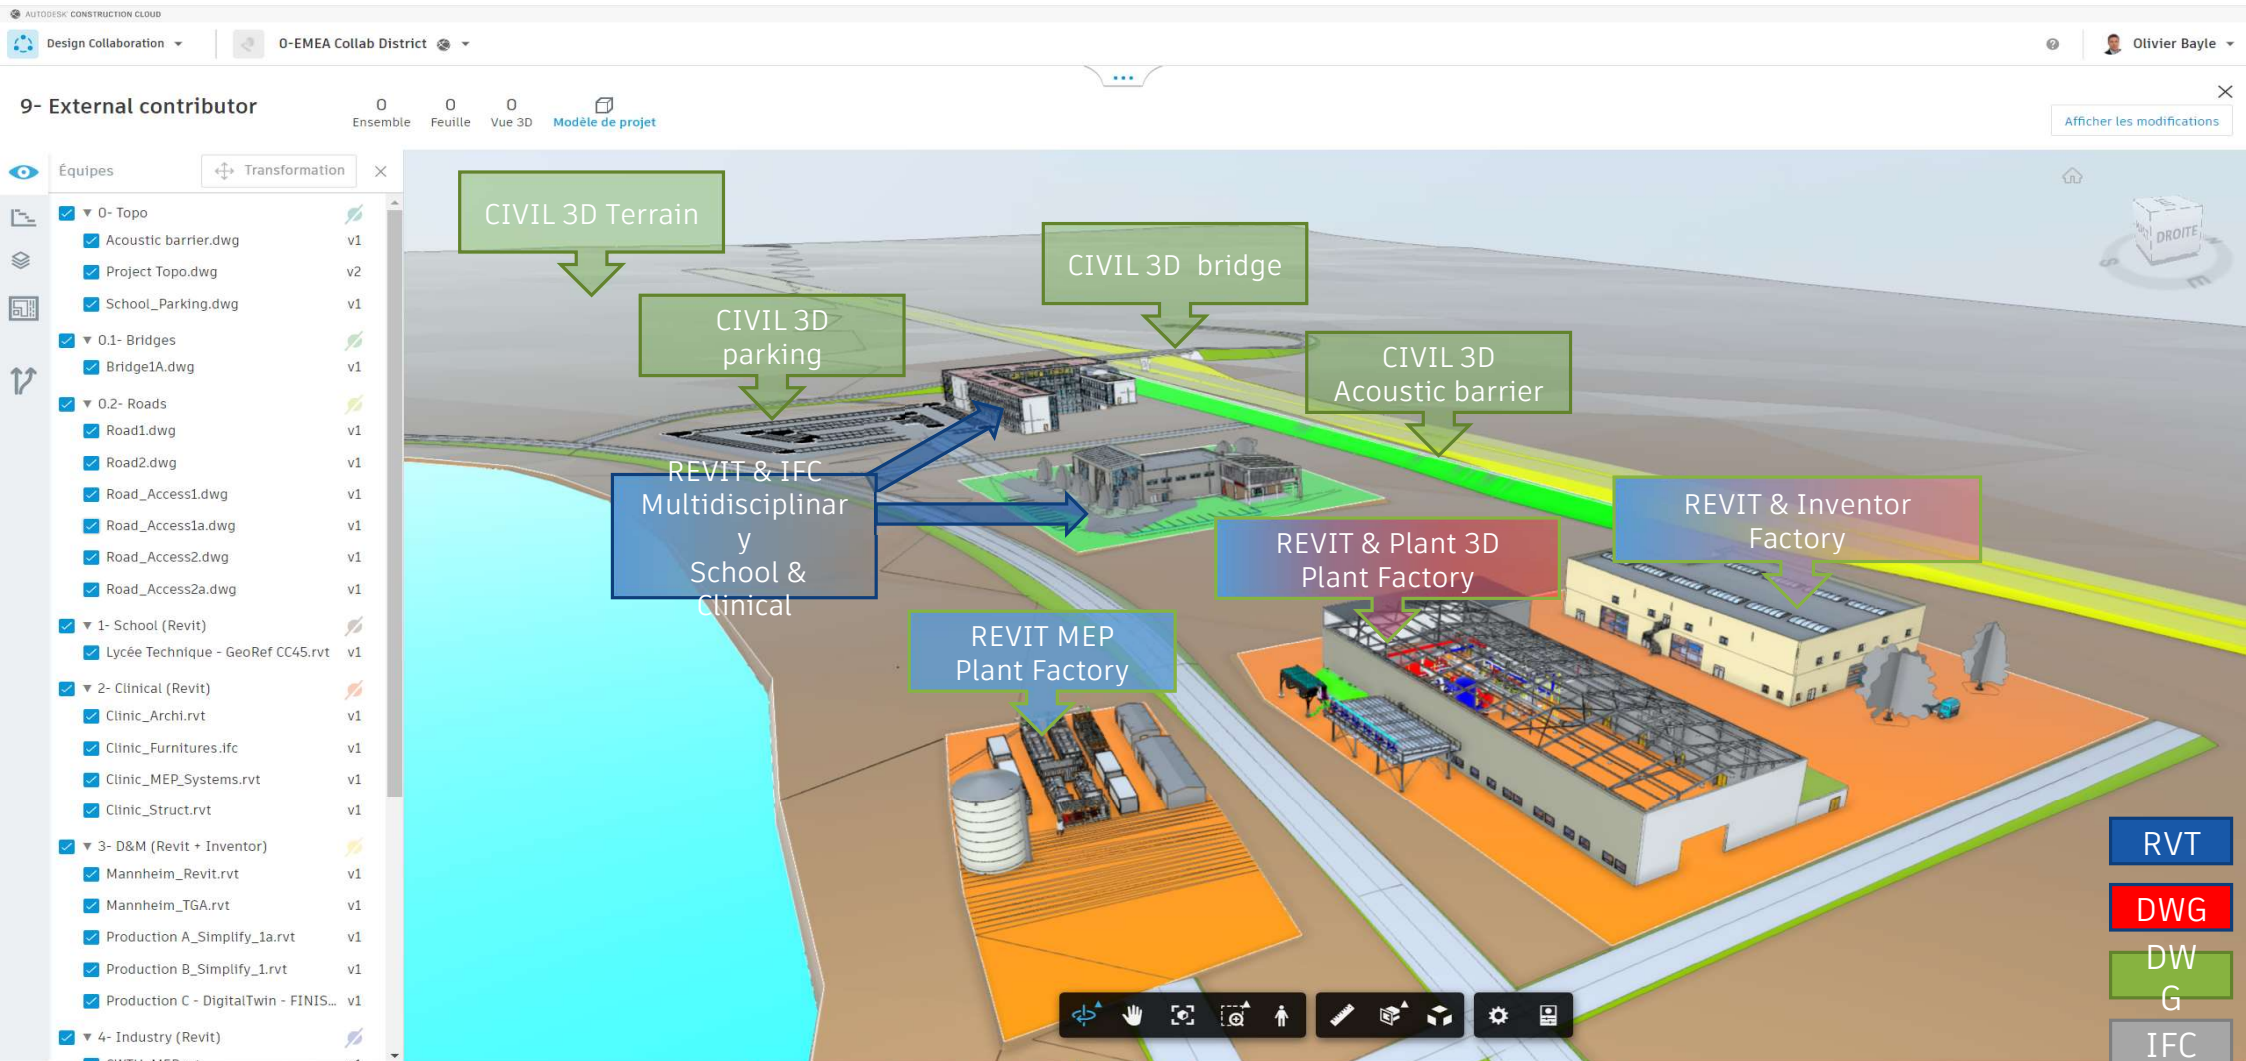 AUTODESK CONSTRUCTION CLOUD
Design Collaboration
0-EMEA Collab District
Olivier Bayle
9- External contributor
0
Ensemble
0
Feuille
0
Vue 3D
Modèle de projet
Afficher les modifications
Équipes
Transformation
0- Topo
Acoustic barrier.dwg v1
Project Topo.dwg v2
School_Parking.dwg v1
0.1- Bridges
Bridge1A.dwg v1
0.2- Roads
Road1.dwg v1
Road2.dwg v1
Road_Access1.dwg v1
Road_Access1a.dwg v1
Road_Access2.dwg v1
Road_Access2a.dwg v1
1- School (Revit)
Lycée Technique - GeoRef CC45.rvt v1
2- Clinical (Revit)
Clinic_Archi.rvt v1
Clinic_Furnitures.ifc v1
Clinic_MEP_Systems.rvt v1
Clinic_Struct.rvt v1
3- D&M (Revit + Inventor)
Mannheim_Revit.rvt v1
Mannheim_TGA.rvt v1
Production A_Simplify_1a.rvt v1
Production B_Simplify_1.rvt v1
Production C - DigitalTwin - FINIS... v1
4- Industry (Revit)
CIVIL 3D Terrain
CIVIL 3D bridge
CIVIL 3D
parking
CIVIL 3D
Acoustic barrier
REVIT & IFC
Multidisciplinar
y
School &
Clinical
REVIT & Inventor
Factory
REVIT & Plant 3D
Plant Factory
REVIT MEP
Plant Factory
DROITE
S
E
RVT
DWG
DW
G
IFC